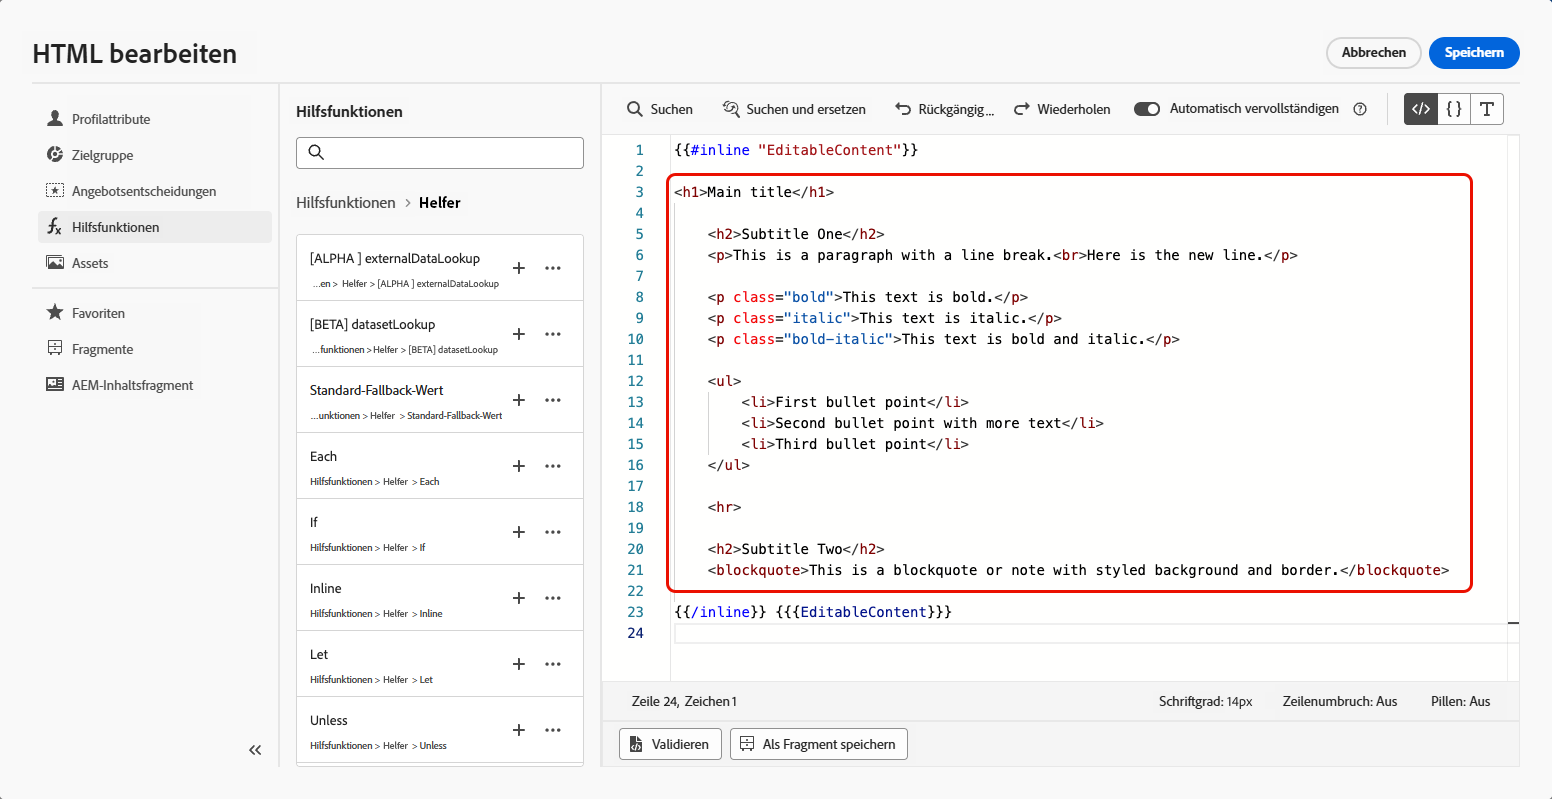 HTML bearbeiten
Abbrechen
Speichern
Profilattribute
Zielgruppe
Angebotsentscheidungen
Hilfsfunktionen
Assets
Favoriten
Fragmente
AEM-Inhaltsfragment
Hilfsfunktionen
Hilfsfunktionen > Helfer
[ALPHA ] externalDataLookup
...en > Helfer > [ALPHA ] externalDataLookup
[BETA] datasetLookup
...funktionen > Helfer > [BETA] datasetLookup
Standard-Fallback-Wert
...unktionen > Helfer > Standard-Fallback-Wert
Each
Hilfsfunktionen > Helfer > Each
If
Hilfsfunktionen > Helfer > If
Inline
Hilfsfunktionen > Helfer > Inline
Let
Hilfsfunktionen > Helfer > Let
Unless
Hilfsfunktionen > Helfer > Unless
Suchen
Suchen und ersetzen
Rückgängig ...
Wiederholen
Automatisch vervollständigen
1 {{#inline "EditableContent"}}
2
3 <h1>Main title</h1>
4
5 <h2>Subtitle One</h2>
6 <p>This is a paragraph with a line break.<br>Here is the new line.</p>
7
8 <p class="bold">This text is bold.</p>
9 <p class="italic">This text is italic.</p>
10 <p class="bold-italic">This text is bold and italic.</p>
11
12 <ul>
13 <li>First bullet point</li>
14 <li>Second bullet point with more text</li>
15 <li>Third bullet point</li>
16 </ul>
17
18 <hr>
19
20 <h2>Subtitle Two</h2>
21 <blockquote>This is a blockquote or note with styled background and border.</blockquote>
22
23 {{/inline}} {{{EditableContent}}}
24
Zeile 24, Zeichen 1
Schriftgrad: 14px
Zeilenumbruch: Aus
Pillen: Aus
Validieren
Als Fragment speichern